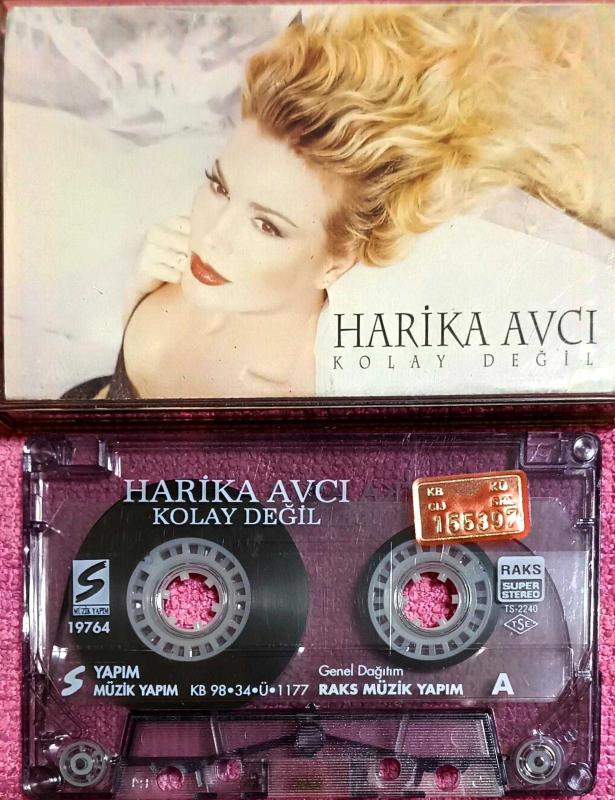 HARİKA AVCI
KOLAY DEĞİL
HARİKA AVCI
KOLAY DEĞİL
KB KÜ
155397
S
MÜZİK YAPIM
19764
RAKS
SUPER
STEREO
TS-2240
TSE
S YAPIM
MÜZİK YAPIM KB 98•34•Ü•1177
Genel Dağıtım
RAKS MÜZİK YAPIM
A